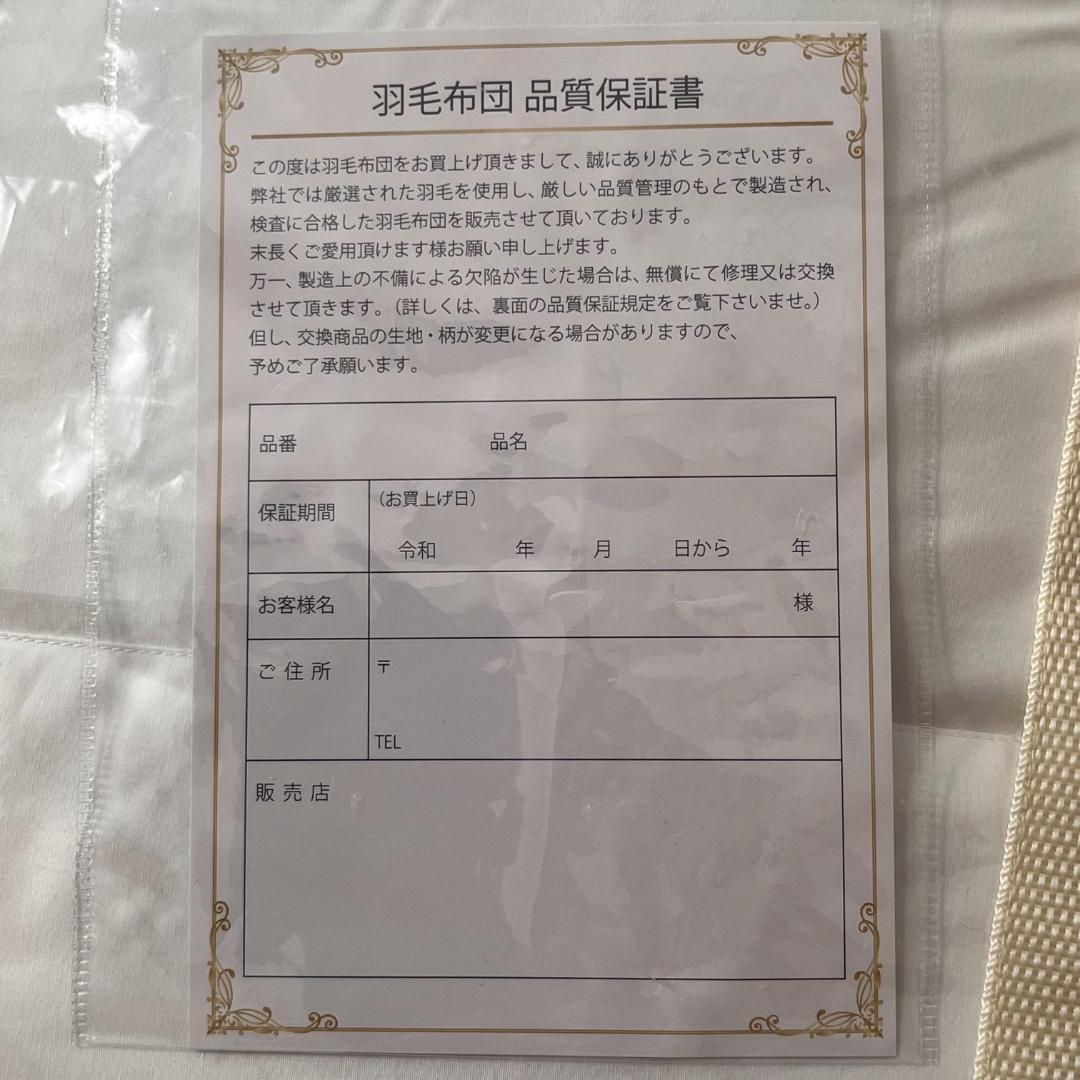 羽毛布団 品質保証書
この度は羽毛布団をお買上げ頂きまして、誠にありがとうございます。
弊社では厳選された羽毛を使用し、厳しい品質管理のもとで製造され、
検査に合格した羽毛布団を販売させて頂いております。
末長くご愛用頂けます様お願い申し上げます。
万一、製造上の不備による欠陥が生じた場合は、無償にて修理又は交換
させて頂きます。（詳しくは、裏面の品質保証規定をご覧下さいませ。）
但し、交換商品の生地・柄が変更になる場合がありますので、
予めご了承願います。
品番 品名
保証期間 （お買上げ日）
令和 年 月 日から 年
お客様名 様
ご住所 〒
TEL
販売店